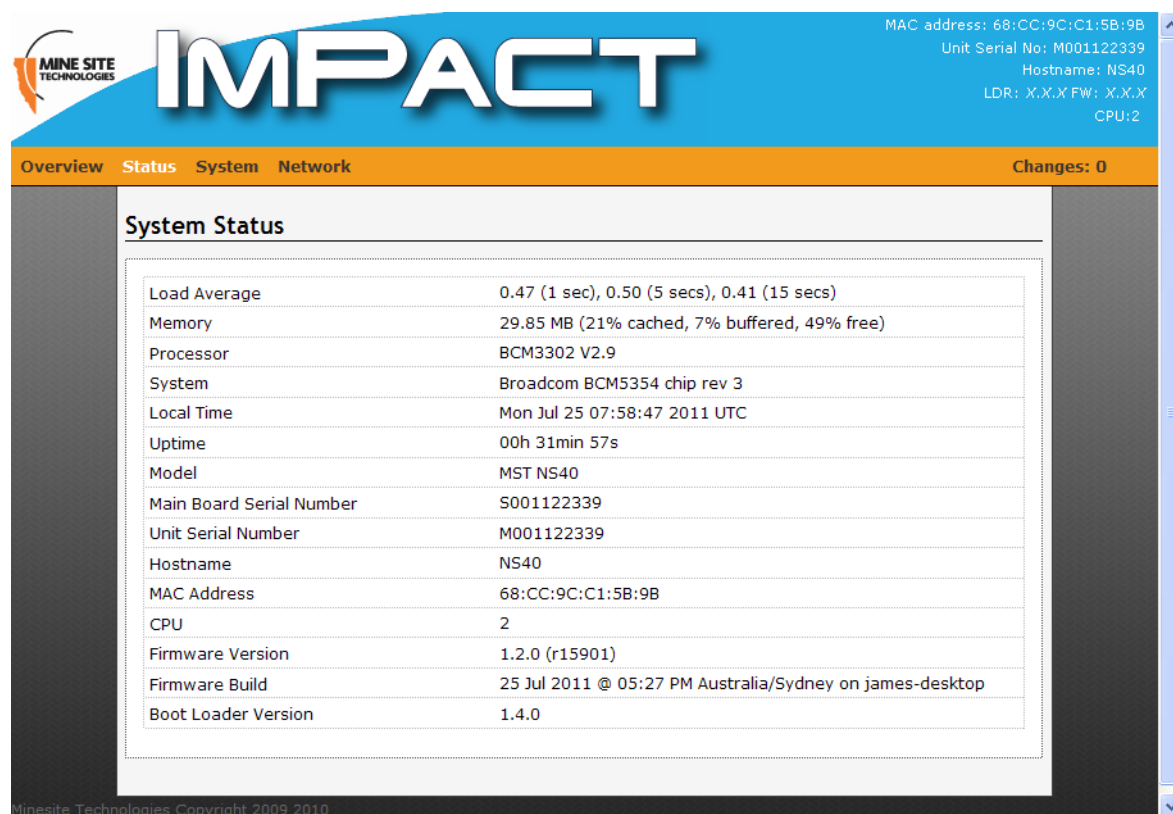 MINE SITE
TECHNOLOGIES
IMPACT
MAC address: 68:CC:9C:C1:5B:9B
Unit Serial No: M001122339
Hostname: NS40
LDR: X.X.X FW: X.X.X
CPU:2
Overview Status System Network Changes: 0
System Status
Load Average 0.47 (1 sec), 0.50 (5 secs), 0.41 (15 secs)
Memory 29.85 MB (21% cached, 7% buffered, 49% free)
Processor BCM3302 V2.9
System Broadcom BCM5354 chip rev 3
Local Time Mon Jul 25 07:58:47 2011 UTC
Uptime 00h 31min 57s
Model MST NS40
Main Board Serial Number S001122339
Unit Serial Number M001122339
Hostname NS40
MAC Address 68:CC:9C:C1:5B:9B
CPU 2
Firmware Version 1.2.0 (r15901)
Firmware Build 25 Jul 2011 @ 05:27 PM Australia/Sydney on james-desktop
Boot Loader Version 1.4.0
Minesite Technologies Copyright 2009 2010